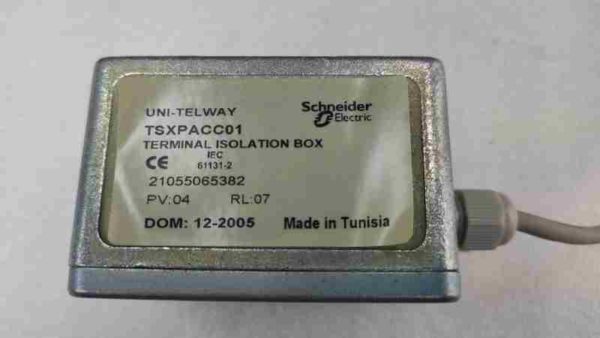 UNI-TELWAY
Schneider
Electric
TSXPACC01
TERMINAL ISOLATION BOX
CE IEC
61131-2
21055065382
PV:04 RL:07
DOM: 12-2005 Made in Tunisia